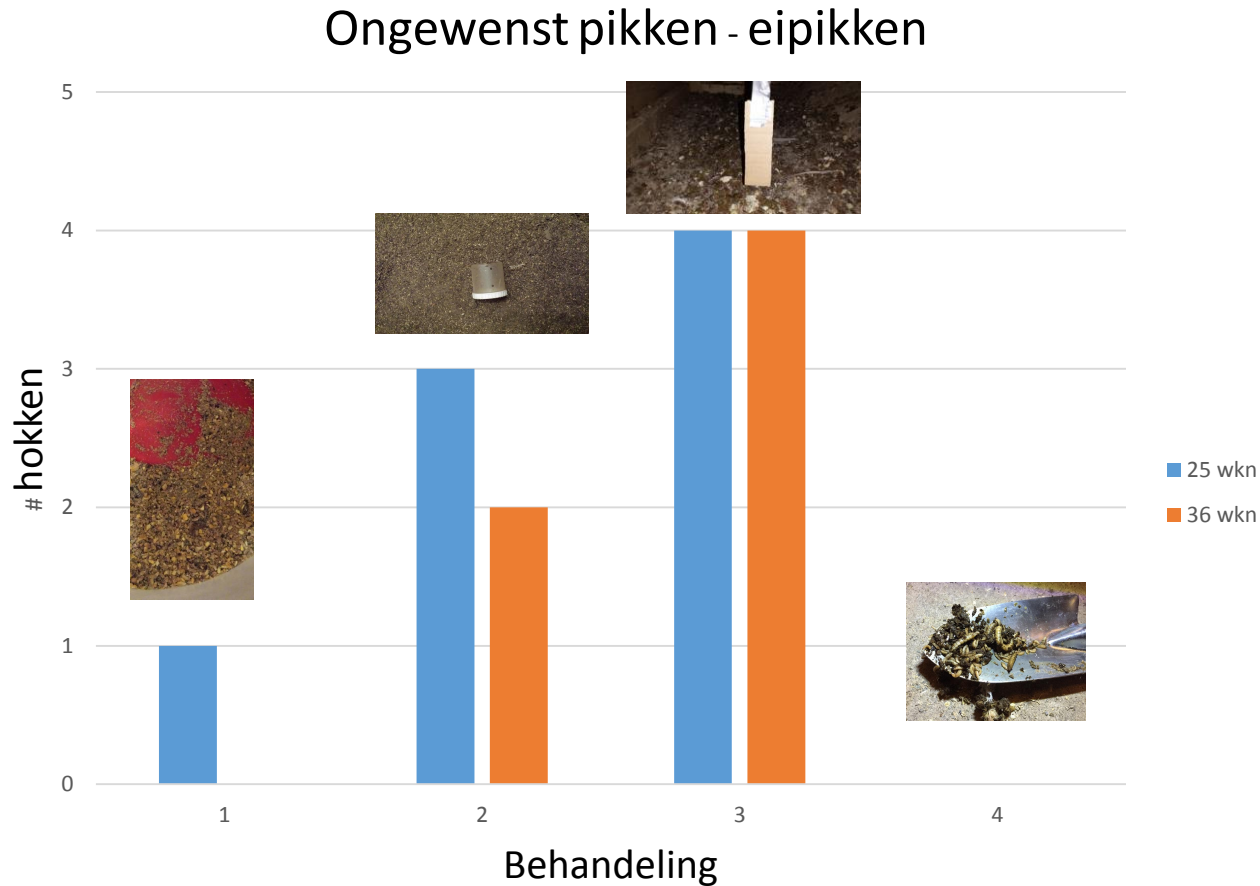 Ongewenst pikken - eipikken
5
4
3
2
1
0
# hokken
1 2 3 4
Behandeling
25 wkn
36 wkn